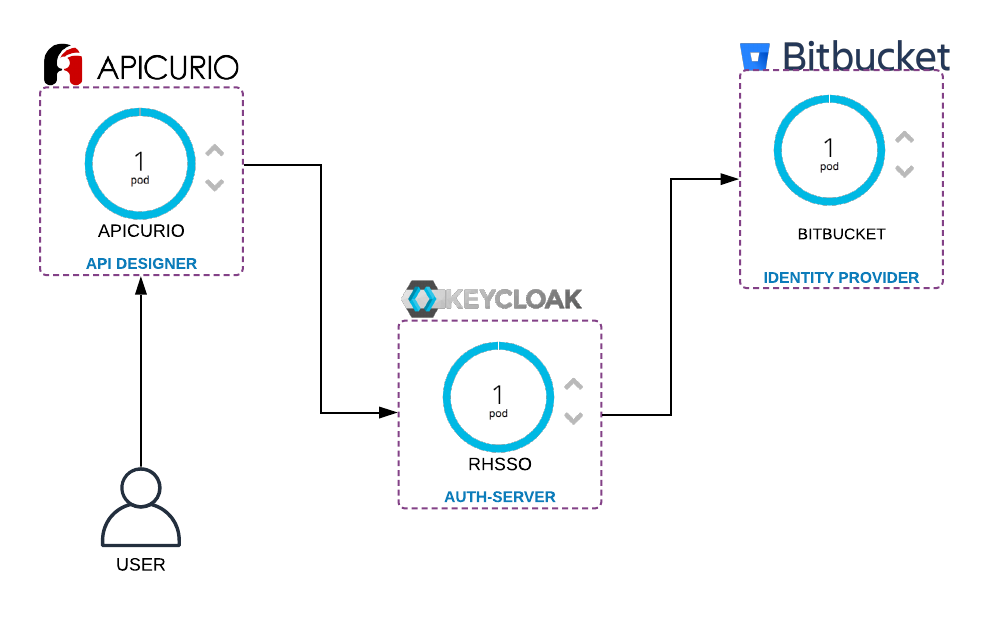 APICURIO
1
pod
APICURIO
API DESIGNER
USER
KEYCLOAK
1
pod
RHSSO
AUTH-SERVER
Bitbucket
1
pod
BITBUCKET
IDENTITY PROVIDER